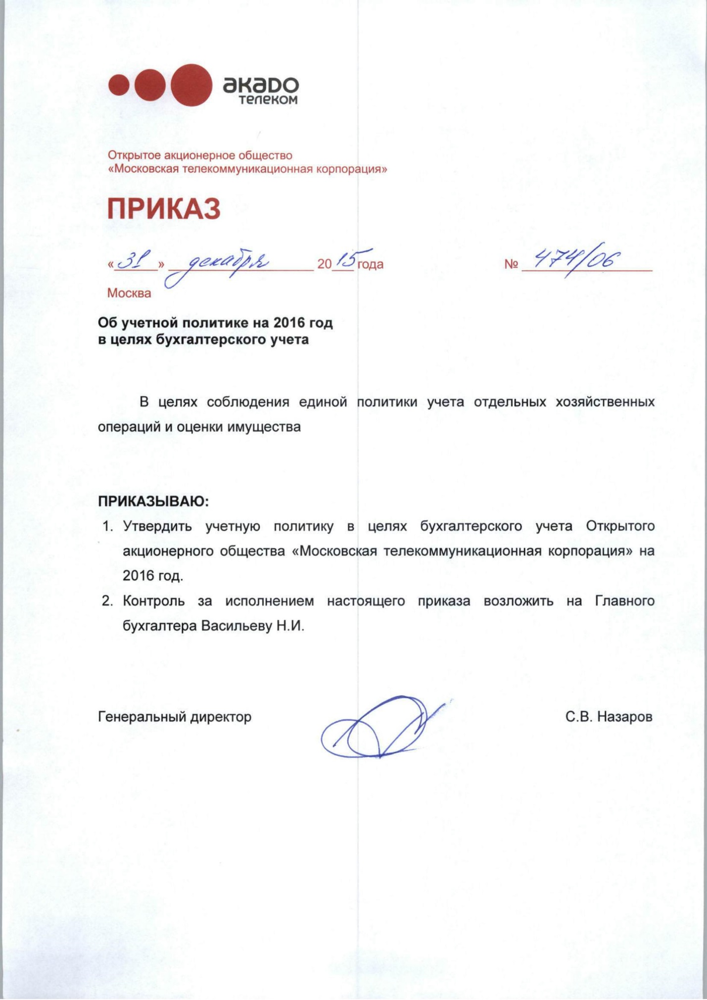 акадо
телеком
Открытое акционерное общество
«Московская телекоммуникационная корпорация»
ПРИКАЗ
«31» декабря 2015 года № 474/06
Москва
Об учетной политике на 2016 год
в целях бухгалтерского учета
В целях соблюдения единой политики учета отдельных хозяйственных
операций и оценки имущества
ПРИКАЗЫВАЮ:
1. Утвердить учетную политику в целях бухгалтерского учета Открытого
акционерного общества «Московская телекоммуникационная корпорация» на
2016 год.
2. Контроль за исполнением настоящего приказа возложить на Главного
бухгалтера Васильеву Н.И.
Генеральный директор С.В. Назаров